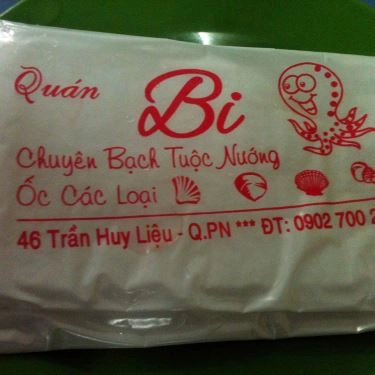 Quán Bi
Chuyên Bạch Tuộc Nướng
Ốc Các Loại
46 Trần Huy Liệu - Q.PN *** ĐT: 0902 700